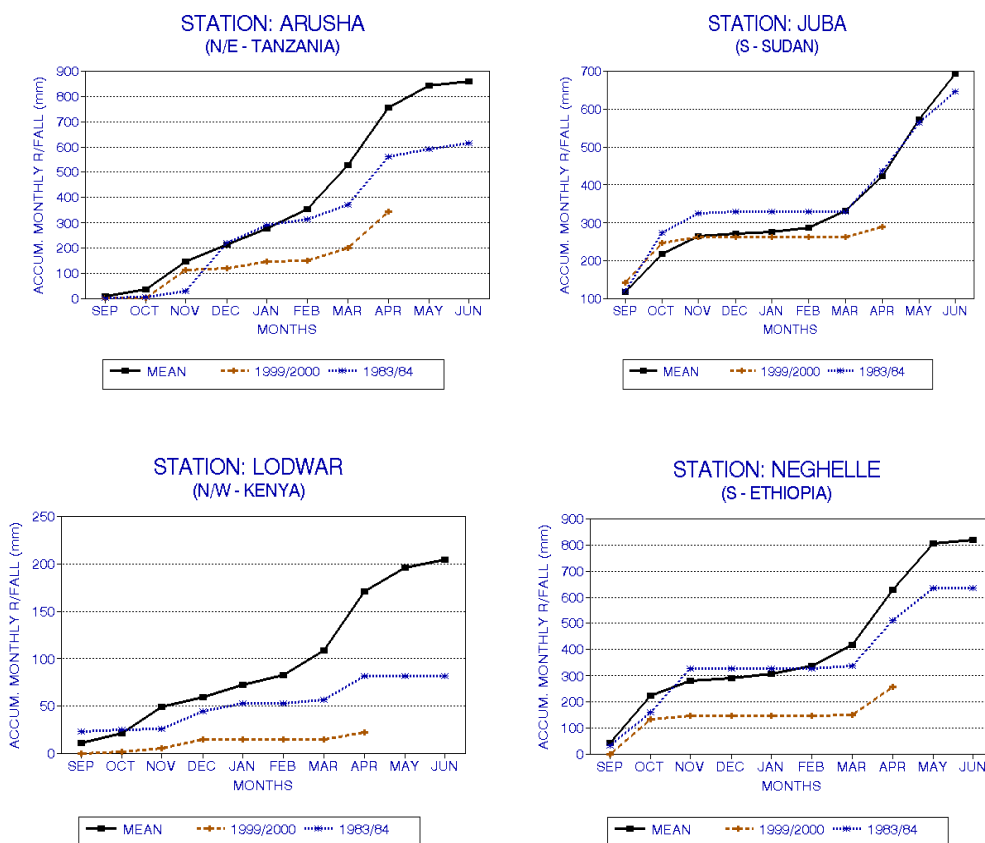 STATION: ARUSHA
(N/E - TANZANIA)
ACCUM. MONTHLY R/FALL (mm)
900
800
700
600
500
400
300
200
100
0
SEP OCT NOV DEC JAN FEB MAR APR MAY JUN
MONTHS
MEAN 1999/2000 1983/84
STATION: JUBA
(S - SUDAN)
ACCUM. MONTHLY R/FALL (mm)
700
600
500
400
300
200
100
SEP OCT NOV DEC JAN FEB MAR APR MAY JUN
MONTHS
MEAN 1999/2000 1983/84
STATION: LODWAR
(N/W - KENYA)
ACCUM. MONTHLY R/FALL (mm)
250
200
150
100
50
0
SEP OCT NOV DEC JAN FEB MAR APR MAY JUN
MONTHS
MEAN 1999/2000 1983/84
STATION: NEGHELLE
(S - ETHIOPIA)
ACCUM. MONTHLY R/FALL (mm)
900
800
700
600
500
400
300
200
100
0
SEP OCT NOV DEC JAN FEB MAR APR MAY JUN
MONTHS
MEAN 1999/2000 1983/84